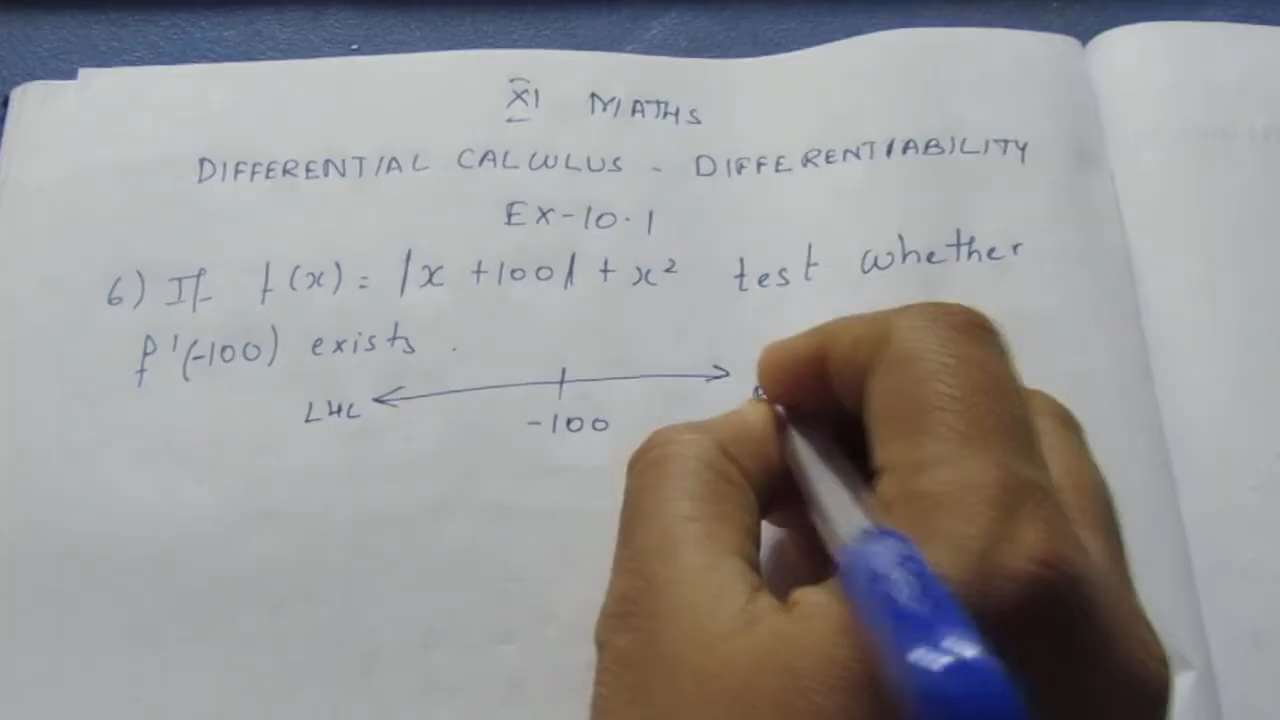 XI MATHS
DIFFERENTIAL CALCULUS - DIFFERENTIABILITY
EX-10.1
6) If f(x) = |x +100| + x² test whether
f'(-100) exists.
LHL
-100